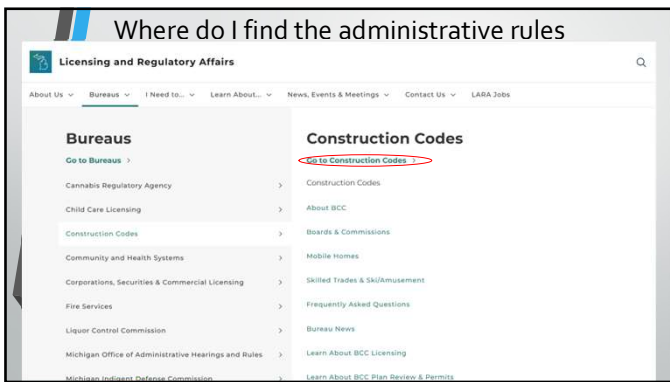 Where do I find the administrative rules
Licensing and Regulatory Affairs
About Us Bureaus I Need to... Learn About... News, Events & Meetings Contact Us LARA Jobs
Bureaus
Go to Bureaus >
Cannabis Regulatory Agency >
Child Care Licensing >
Construction Codes >
Community and Health Systems >
Corporations, Securities & Commercial Licensing >
Fire Services >
Liquor Control Commission >
Michigan Office of Administrative Hearings and Rules >
Michigan Indigent Defense Commission >
Construction Codes
Go to Construction Codes >
Construction Codes
About BCC
Boards & Commissions
Mobile Homes
Skilled Trades & Ski/Amusement
Frequently Asked Questions
Bureau News
Learn About BCC Licensing
Learn About BCC Plan Review & Permits